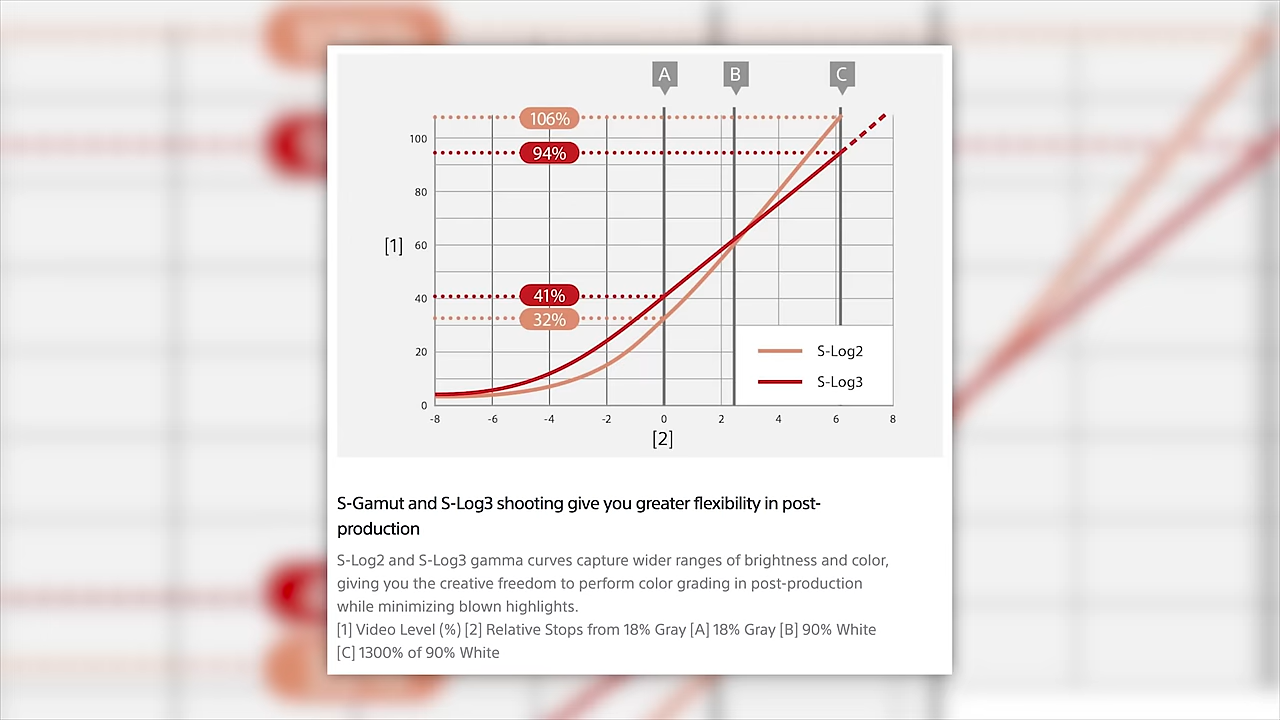 A B C
106%
100
94%
80
[1] 60
41%
40
32%
20
0
-8 -6 -4 -2 0 2 4 6 8
[2]
S-Log2
S-Log3
S-Gamut and S-Log3 shooting give you greater flexibility in post-
production
S-Log2 and S-Log3 gamma curves capture wider ranges of brightness and color,
giving you the creative freedom to perform color grading in post-production
while minimizing blown highlights.
[1] Video Level (%) [2] Relative Stops from 18% Gray [A] 18% Gray [B] 90% White
[C] 1300% of 90% White